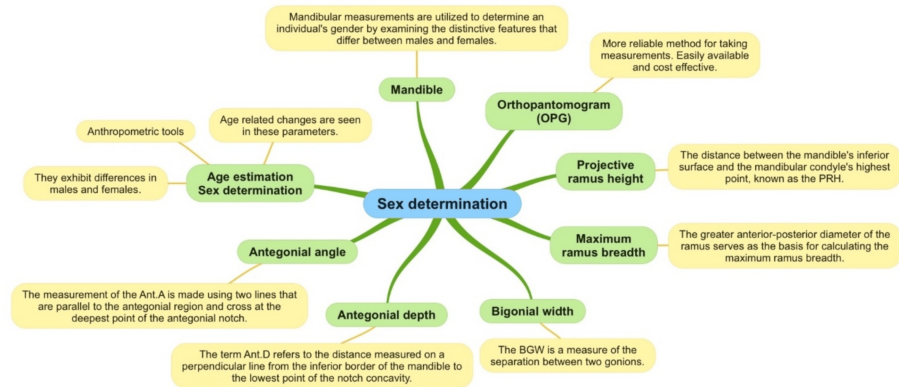 Mandibular measurements are utilized to determine an
individual's gender by examining the distinctive features that
differ between males and females.
Mandible
More reliable method for taking
measurements. Easily available
and cost effective.
Orthopantomogram
(OPG)
Anthropometric tools
Age related changes are seen
in these parameters.
They exhibit differences in
males and females.
Age estimation
Sex determination
Projective
ramus height
The distance between the mandible's inferior
surface and the mandibular condyle's highest
point, known as the PRH.
Sex determination
Maximum
ramus breadth
The greater anterior-posterior diameter of the
ramus serves as the basis for calculating the
maximum ramus breadth.
Antegonial angle
The measurement of the Ant.A is made using two lines that
are parallel to the antegonial region and cross at the
deepest point of the antegonial notch.
Antegonial depth
The term Ant.D refers to the distance measured on a
perpendicular line from the inferior border of the mandible to
the lowest point of the notch concavity.
Bigonial width
The BGW is a measure of the
separation between two gonions.